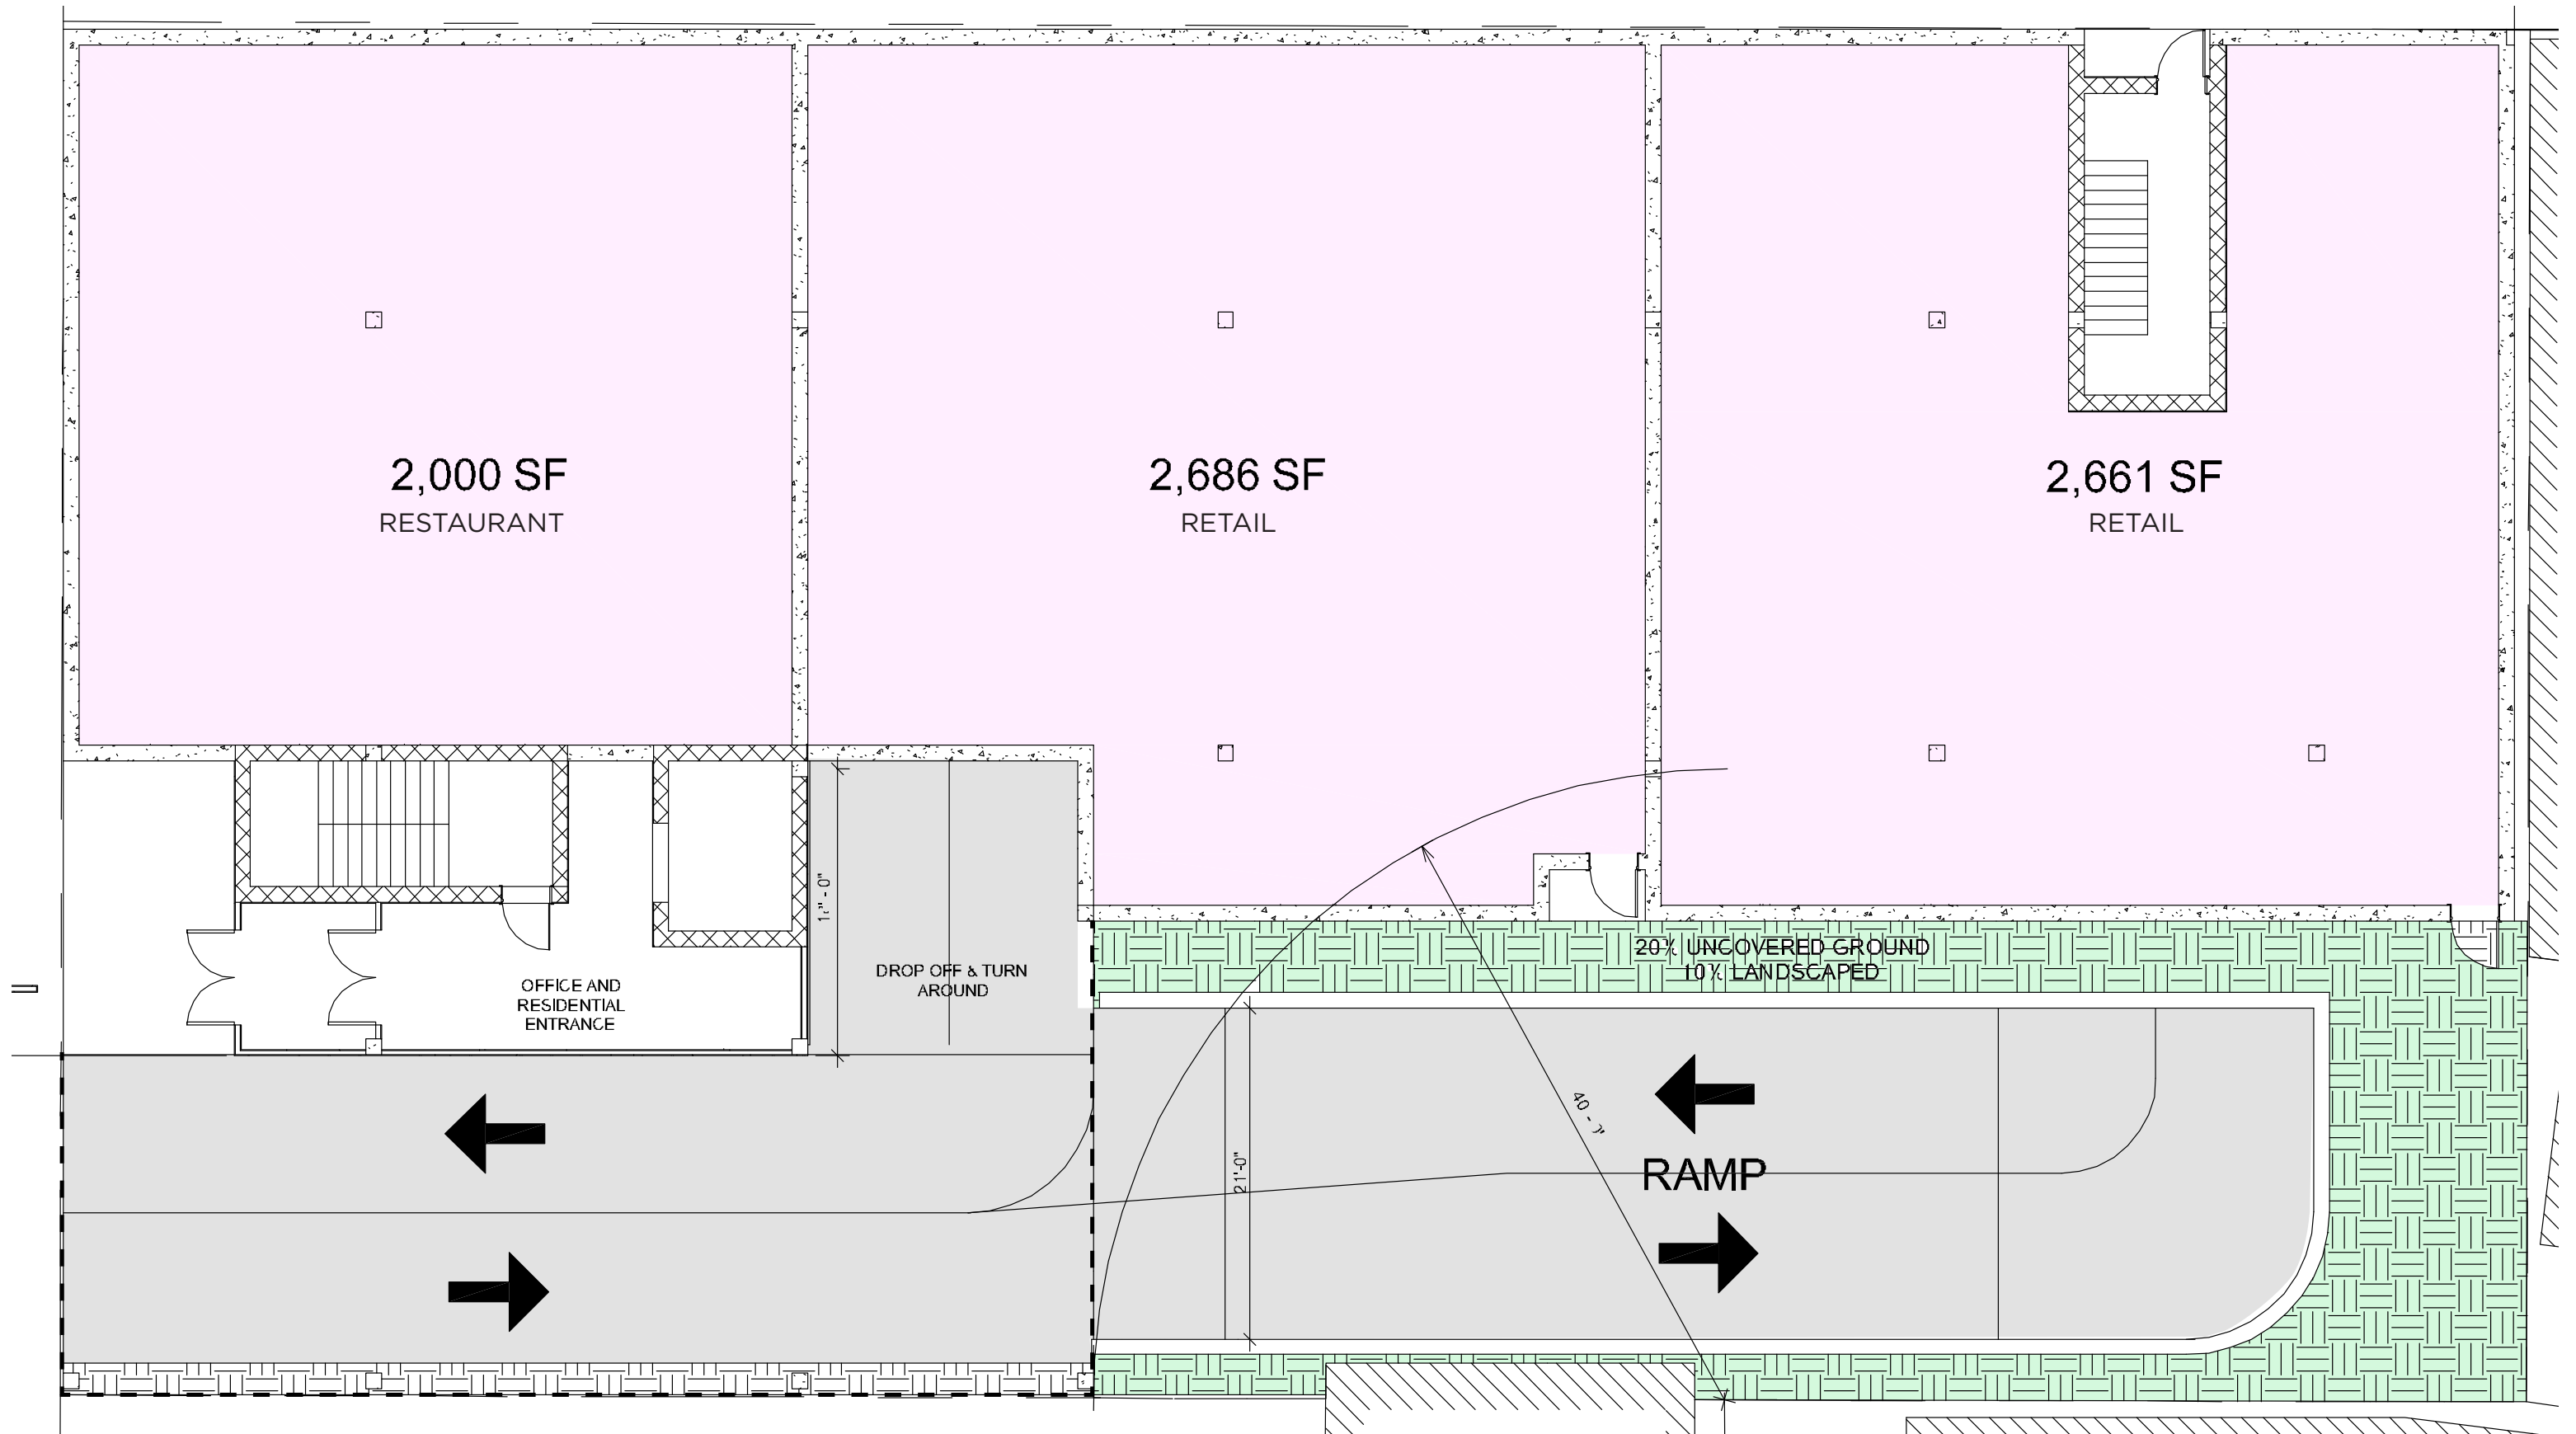 2,000 SF
RESTAURANT
2,686 SF
RETAIL
2,661 SF
RETAIL
OFFICE AND
RESIDENTIAL
ENTRANCE
DROP OFF & TURN
AROUND
20% UNCOVERED GROUND
10% LANDSCAPED
21'-0"
RAMP